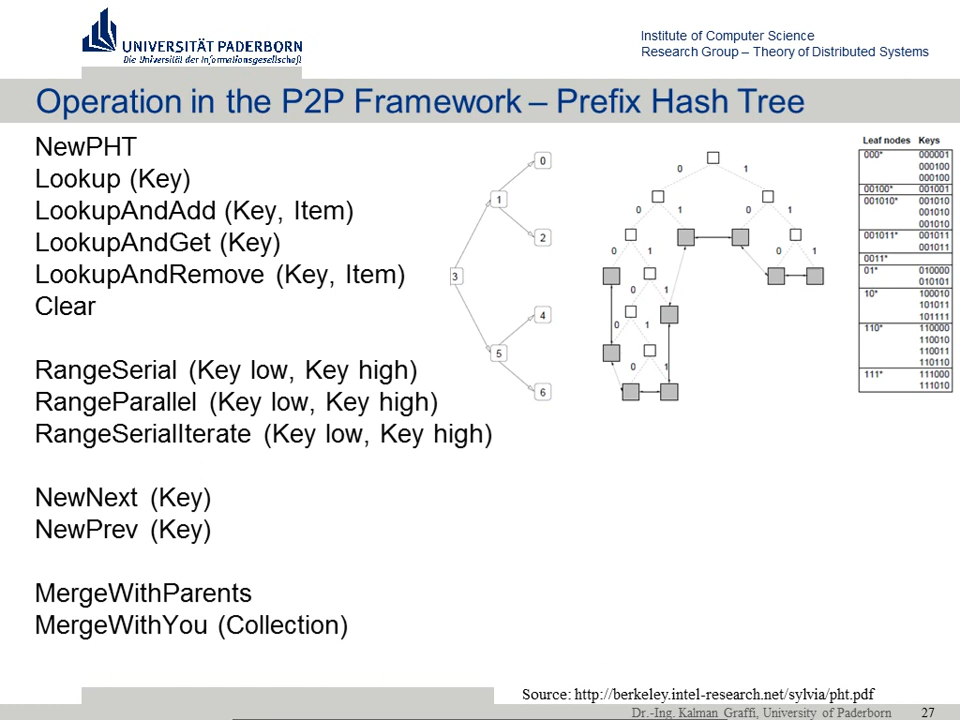 UNIVERSITÄT PADERBORN
Die Universität der Informationsgesellschaft
Institute of Computer Science
Research Group – Theory of Distributed Systems
Operation in the P2P Framework – Prefix Hash Tree
NewPHT
Lookup (Key)
LookupAndAdd (Key, Item)
LookupAndGet (Key)
LookupAndRemove (Key, Item)
Clear
RangeSerial (Key low, Key high)
RangeParallel (Key low, Key high)
RangeSerialIterate (Key low, Key high)
NewNext (Key)
NewPrev (Key)
MergeWithParents
MergeWithYou (Collection)
0
1
2
3
4
5
6
0 1
0 1 0 1
0 1 0 1
0 1
0 1
0 1
Leaf nodes Keys
000* 000001
000100
000100
00100* 001001
001010* 001010
001010
001010
001011* 001011
001011
0011*
01* 010000
010101
10* 100010
101011
101111
110* 110000
110010
110011
110110
111* 111000
111010
Source: http://berkeley.intel-research.net/sylvia/pht.pdf
Dr.-Ing. Kalman Graffi, University of Paderborn 27